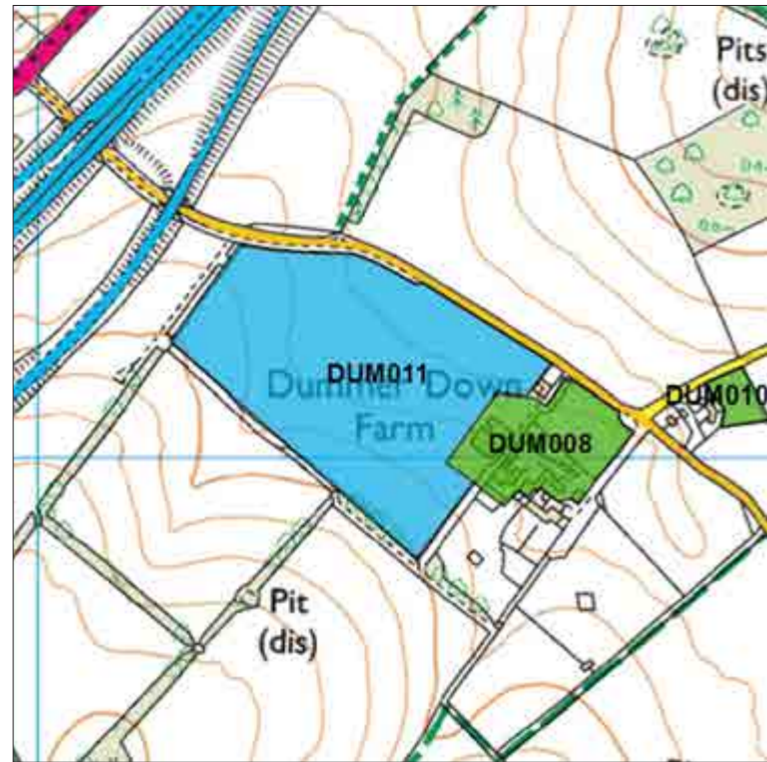 Pits
(dis)
DUM011
Dummer Down
Farm
DUM010
DUM008
Pit
(dis)